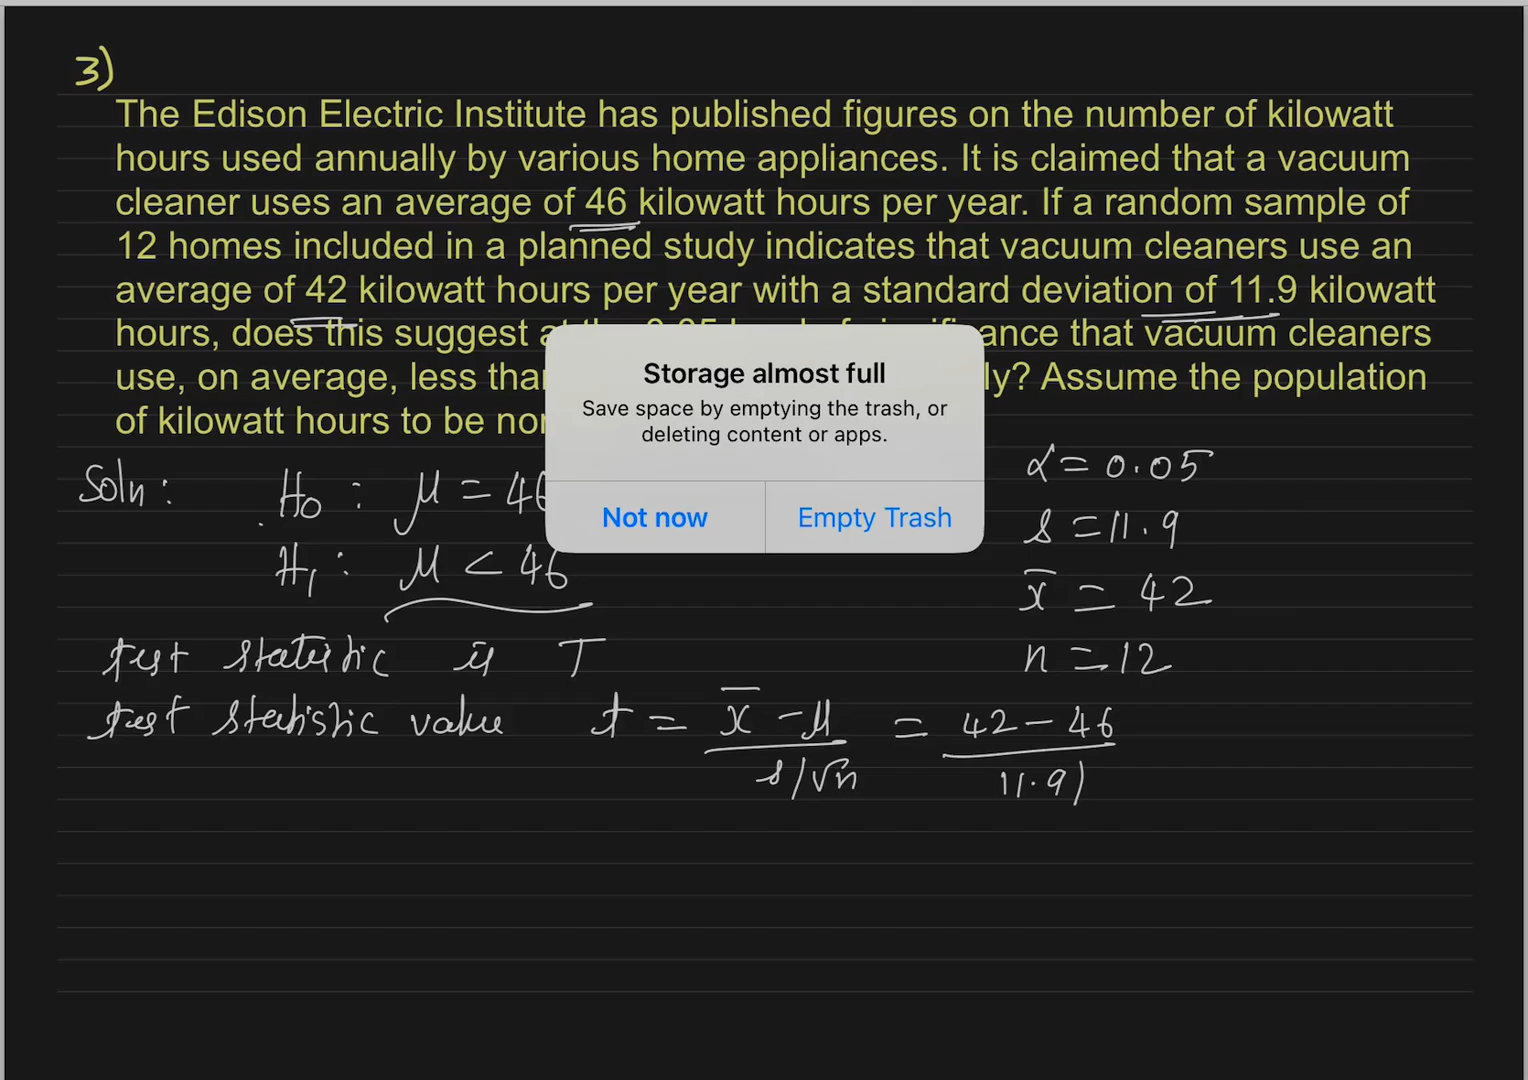 3)
The Edison Electric Institute has published figures on the number of kilowatt
hours used annually by various home appliances. It is claimed that a vacuum
cleaner uses an average of 46 kilowatt hours per year. If a random sample of
12 homes included in a planned study indicates that vacuum cleaners use an
average of 42 kilowatt hours per year with a standard deviation of 11.9 kilowatt
hours, does this suggest that vacuum cleaners
use, on average, less Assume the population
of kilowatt hours to be
Storage almost full
Save space by emptying the trash, or
deleting content or apps.
Not now
Empty Trash
Soln: H₀ : μ = 46
H₁ : μ < 46
α = 0.05
s = 11.9
x̄ = 42
n = 12
test statistic is T
test statistic value t = x̄ - μ = 42 - 46
s/√n 11.9/